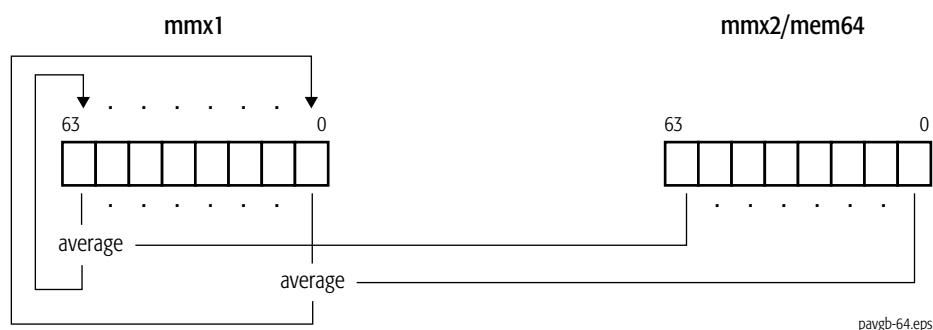 mmx1 mmx2/mem64
. . . . . .
63 0 63 0
. . . . . . . . . . . .
average
average
pavgb-64.eps